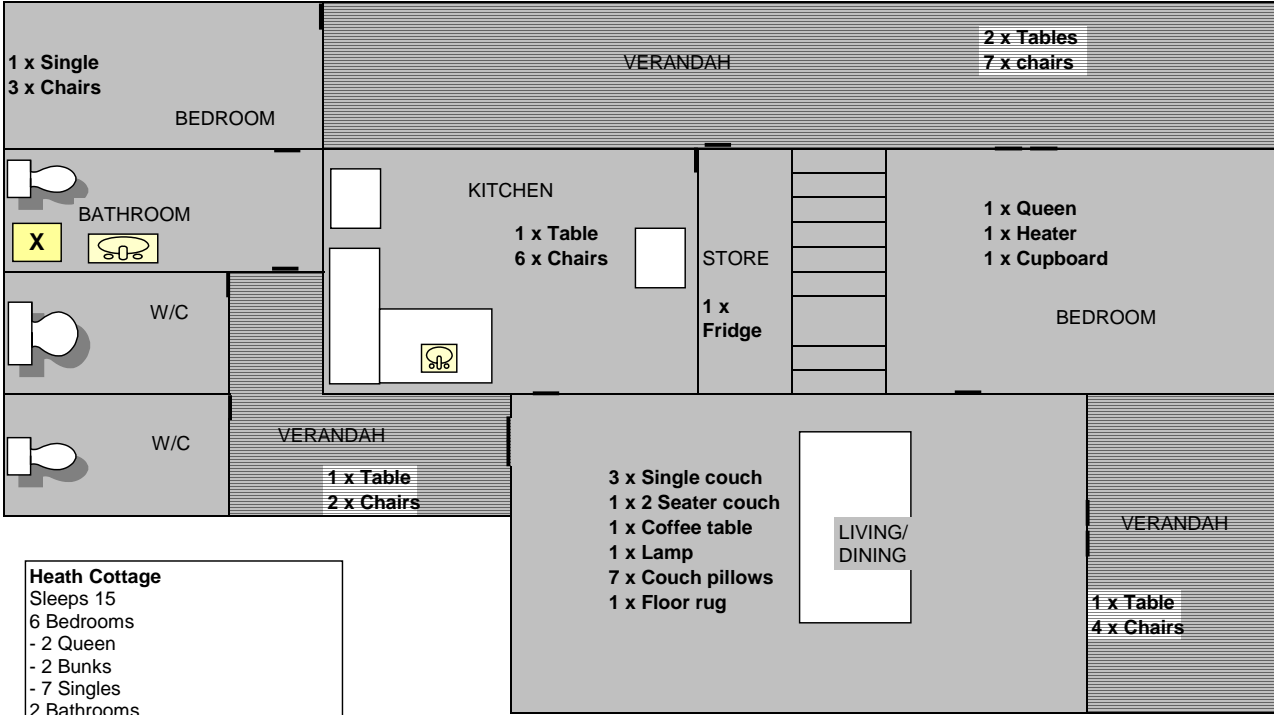 1 x Single
3 x Chairs
BEDROOM
VERANDAH
2 x Tables
7 x chairs
BATHROOM
X
KITCHEN
1 x Table
6 x Chairs
STORE
1 x
Fridge
1 x Queen
1 x Heater
1 x Cupboard
BEDROOM
W/C
W/C
VERANDAH
1 x Table
2 x Chairs
3 x Single couch
1 x 2 Seater couch
1 x Coffee table
1 x Lamp
7 x Couch pillows
1 x Floor rug
LIVING/
DINING
VERANDAH
1 x Table
4 x Chairs
Heath Cottage
Sleeps 15
6 Bedrooms
- 2 Queen
- 2 Bunks
- 7 Singles
2 Bathrooms